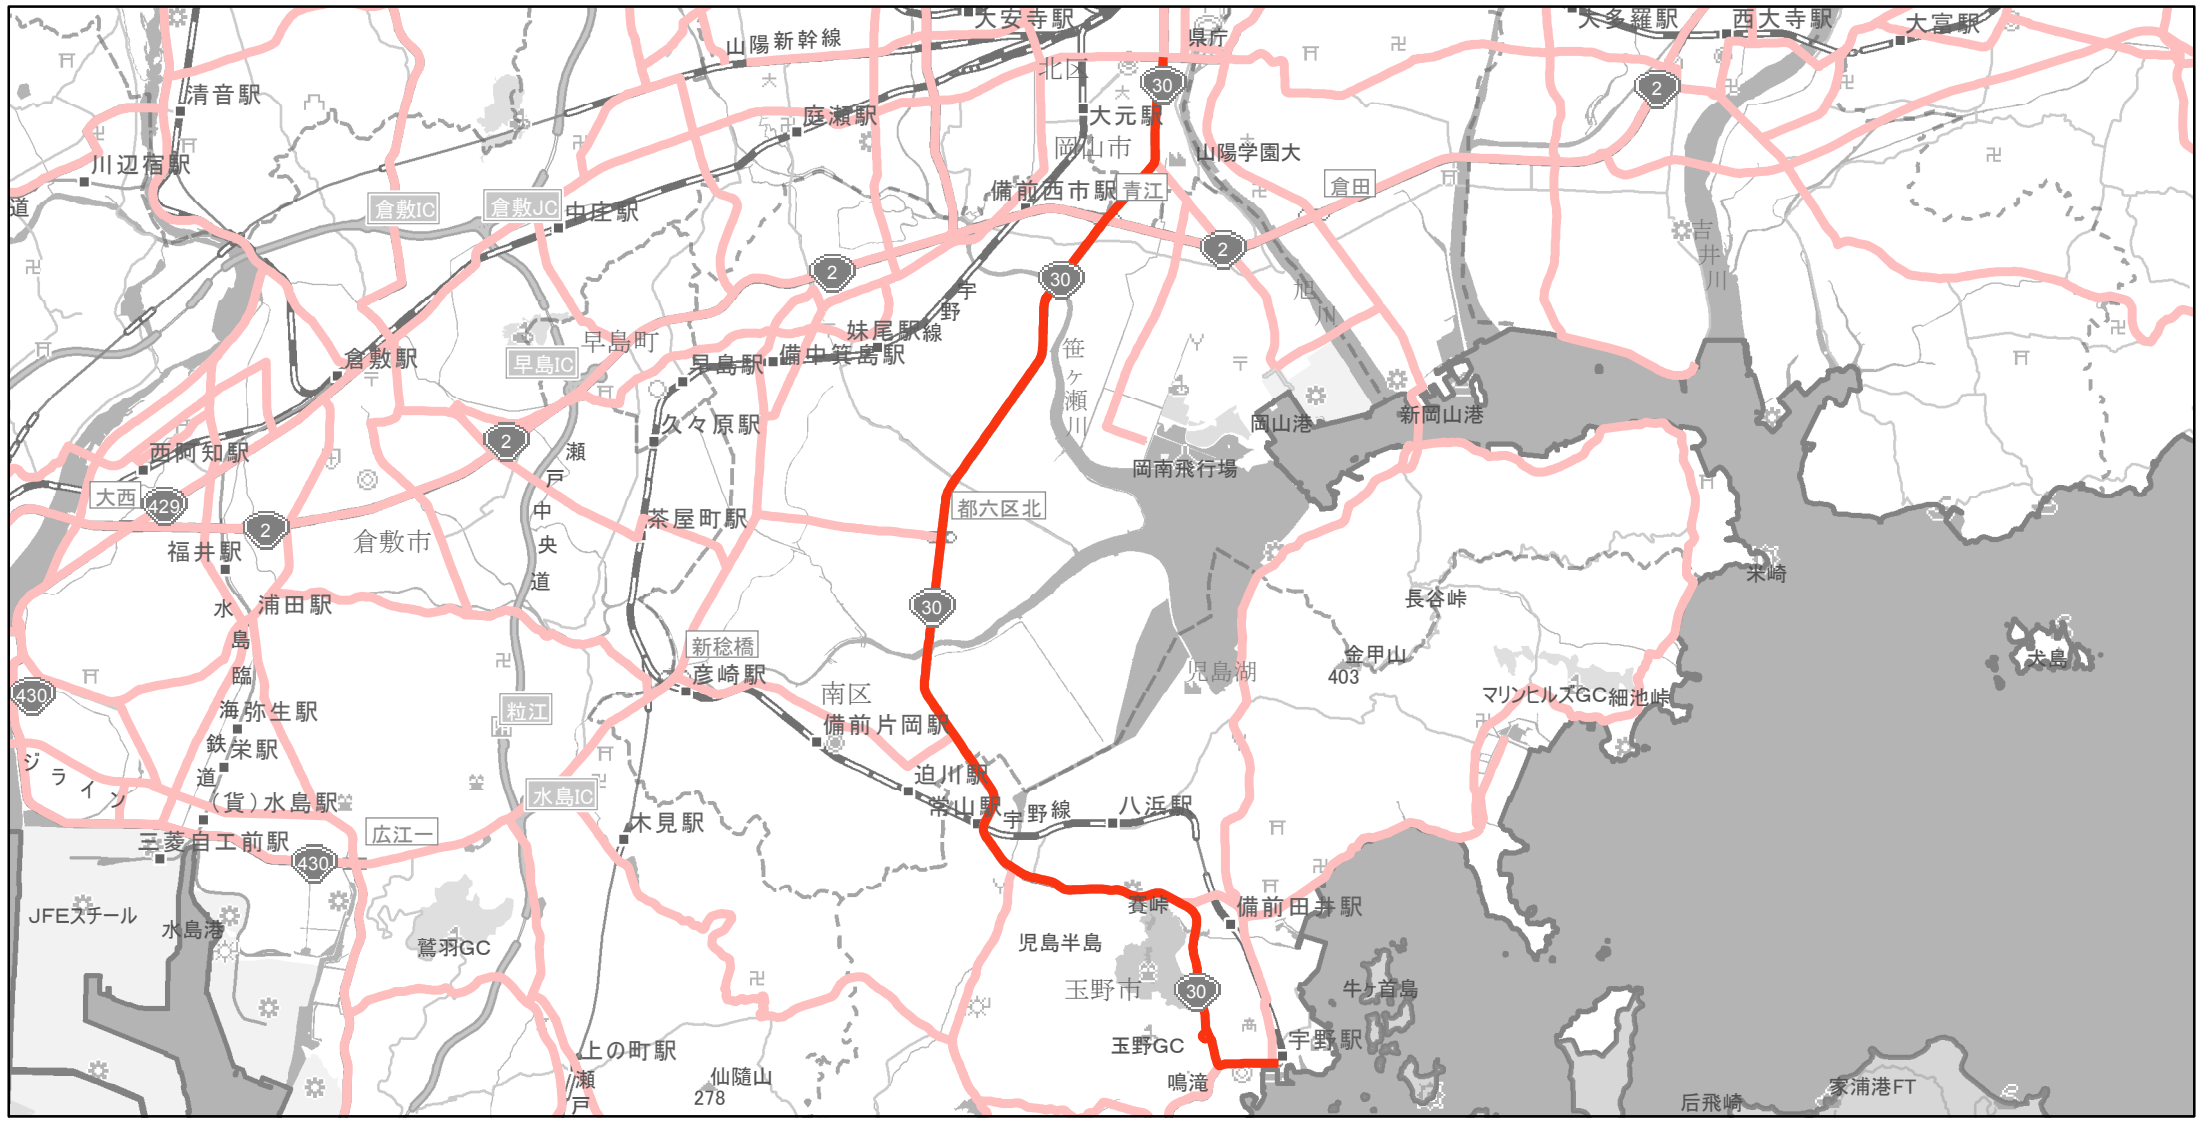 大安寺駅
大多羅駅
西大寺駅
大富駅
山陽新幹線
県庁
北区
30
2
清音駅
庭瀬駅
大元駅
岡山市
山陽学園大
川辺宿駅
備前西市駅
青江
倉田
道
倉敷IC
倉敷JC
中庄駅
吉井川
2
2
30
宇野線
旭川
早島町
妹尾駅
早島IC
倉敷駅
早島駅
備中箕島駅
笹ヶ瀬川
久々原駅
岡山港
新岡山港
2
瀬戸中央道
西阿知駅
岡南飛行場
大西
429
2
茶屋町駅
都六区北
倉敷市
福井駅
米崎
水島臨海鉄道
浦田駅
30
長谷峠
新稔橋
金甲山
403
犬島
彦崎駅
児島湖
430
南区
マリンヒルズGC
細池峠
粒江
弥生駅
備前片岡駅
栄駅
ジライン
迫川駅
水島IC
(貨)水島駅
常山駅
宇野線
八浜駅
広江一
木見駅
三菱自工前駅
430
JFEスチール
水島港
鷲羽GC
備前田井駅
児島半島
玉野市
30
牛ヶ首島
玉野GC
宇野駅
上の町駅
瀬戸
仙隨山
278
鳴滝
家浦港FT
后飛崎